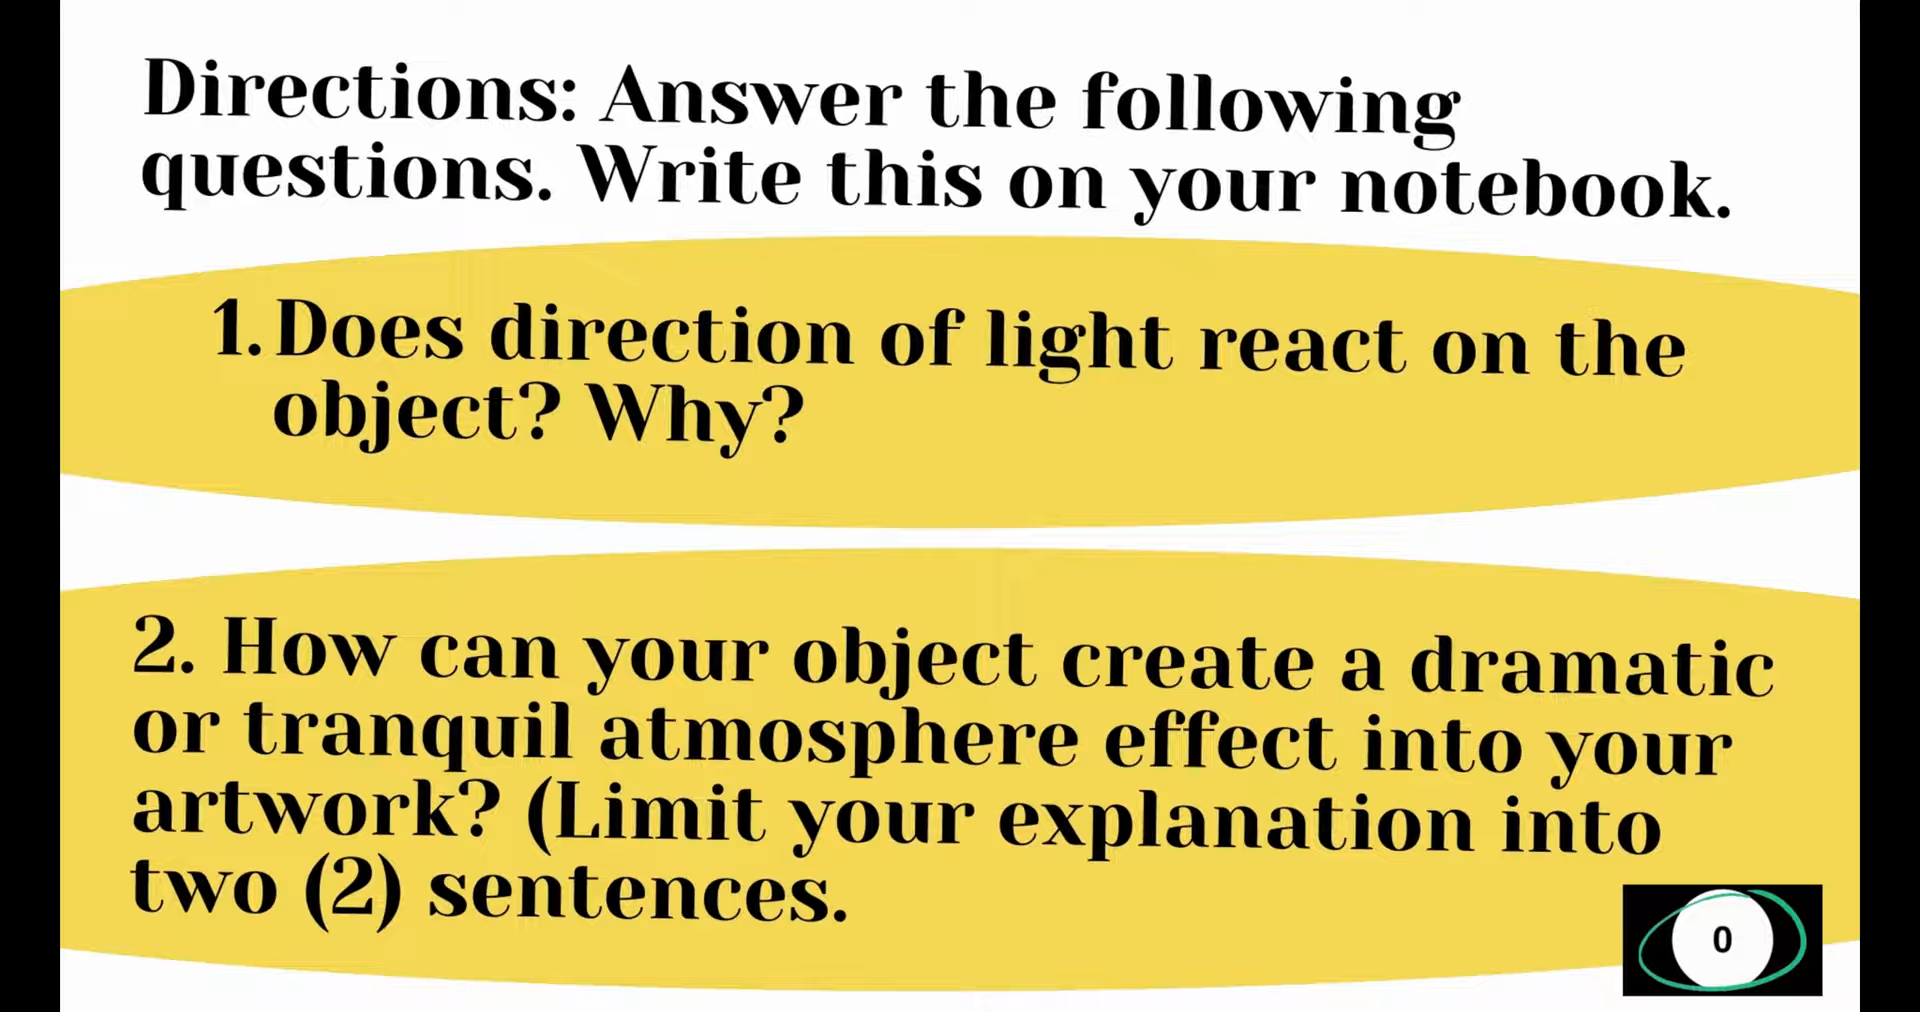 Directions: Answer the following
questions. Write this on your notebook.
1. Does direction of light react on the
object? Why?
2. How can your object create a dramatic
or tranquil atmosphere effect into your
artwork? (Limit your explanation into
two (2) sentences.
0